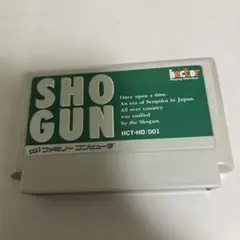 SHO
GUN
hect
Once upon a time.
An era of Sengoku in Japan.
All over country
was unified
by the Shogun.
HCT-HD/001
ファミリー コンピュータ